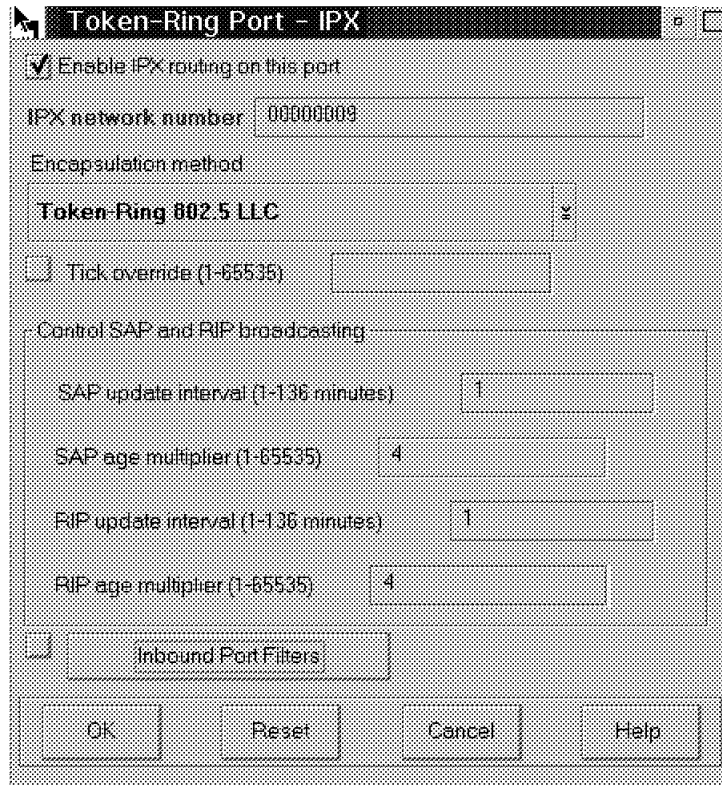 Token-Ring Port - IPX
Enable IPX routing on this port
IPX network number 00000009
Encapsulation method
Token-Ring 802.5 LLC
Tick override (1-65535)
Control SAP and RIP broadcasting
SAP update interval (1-136 minutes) 1
SAP age multiplier (1-65535) 4
RIP update interval (1-136 minutes) 1
RIP age multiplier (1-65535) 4
Inbound Port Filters
OK Reset Cancel Help